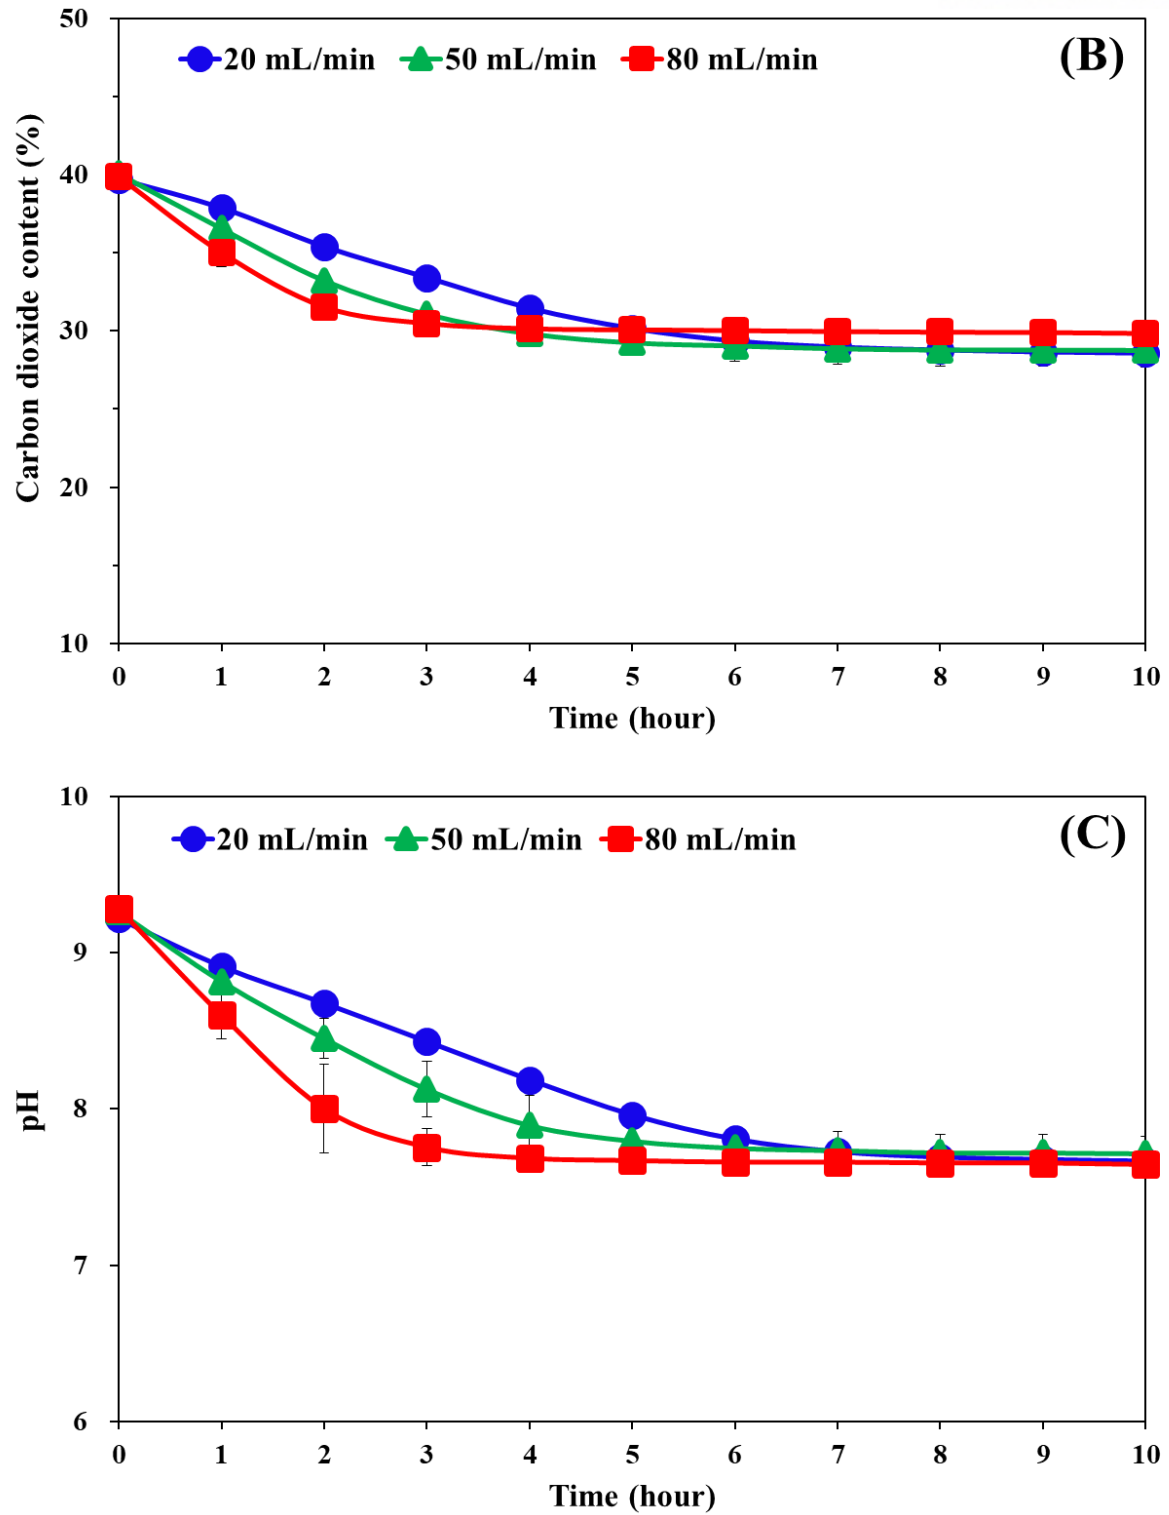 50
20 mL/min 50 mL/min 80 mL/min (B)
40
30
20
10
Carbon dioxide content (%)
0 1 2 3 4 5 6 7 8 9 10
Time (hour)
10
20 mL/min 50 mL/min 80 mL/min (C)
9
8
7
6
pH
0 1 2 3 4 5 6 7 8 9 10
Time (hour)